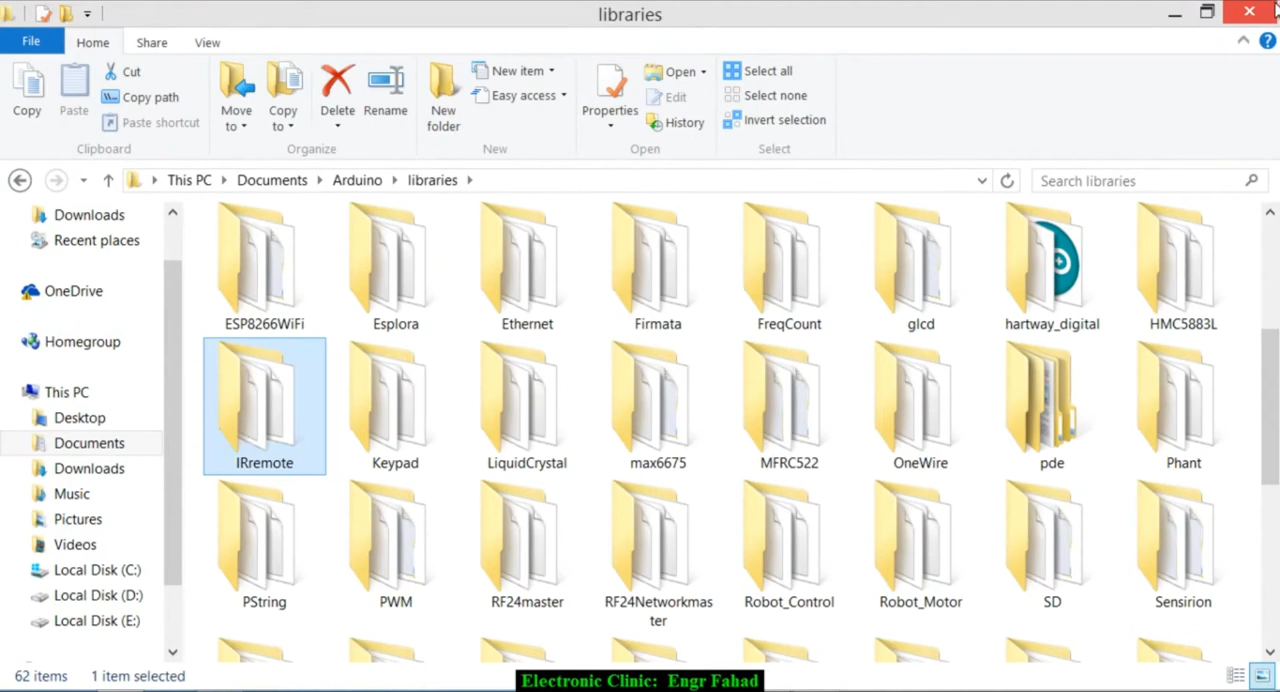 libraries
File
Home
Share
View
Copy
Paste
Cut
Copy path
Paste shortcut
Clipboard
Move to
Copy to
Delete
Rename
Organize
New folder
New item
Easy access
New
Properties
Open
Edit
History
Open
Select all
Select none
Invert selection
Select
This PC
Documents
Arduino
libraries
Search libraries
Downloads
Recent places
OneDrive
Homegroup
This PC
Desktop
Documents
Downloads
Music
Pictures
Videos
Local Disk (C:)
Local Disk (D:)
Local Disk (E:)
ESP8266WiFi
Esplora
Ethernet
Firmata
FreqCount
glcd
hartway_digital
HMC5883L
IRremote
Keypad
LiquidCrystal
max6675
MFRC522
OneWire
pde
Phant
PString
PWM
RF24master
RF24Networkmas
ter
Robot_Control
Robot_Motor
SD
Sensirion
62 items
1 item selected
Electronic Clinic: Engr Fahad